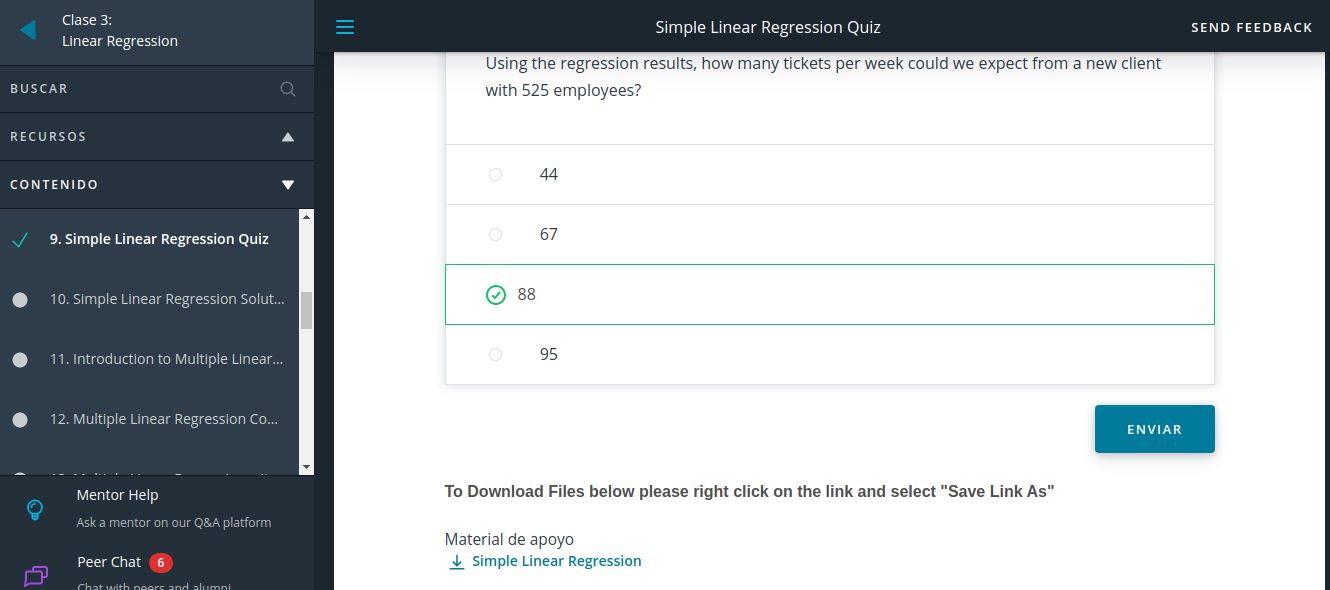 Clase 3:
Linear Regression
BUSCAR
RECURSOS
CONTENIDO
9. Simple Linear Regression Quiz
10. Simple Linear Regression Solut...
11. Introduction to Multiple Linear...
12. Multiple Linear Regression Co...
Mentor Help
Ask a mentor on our Q&A platform
Peer Chat 6
Chat with peers and alumni
Simple Linear Regression Quiz
SEND FEEDBACK
Using the regression results, how many tickets per week could we expect from a new client
with 525 employees?
44
67
88
95
ENVIAR
To Download Files below please right click on the link and select "Save Link As"
Material de apoyo
Simple Linear Regression